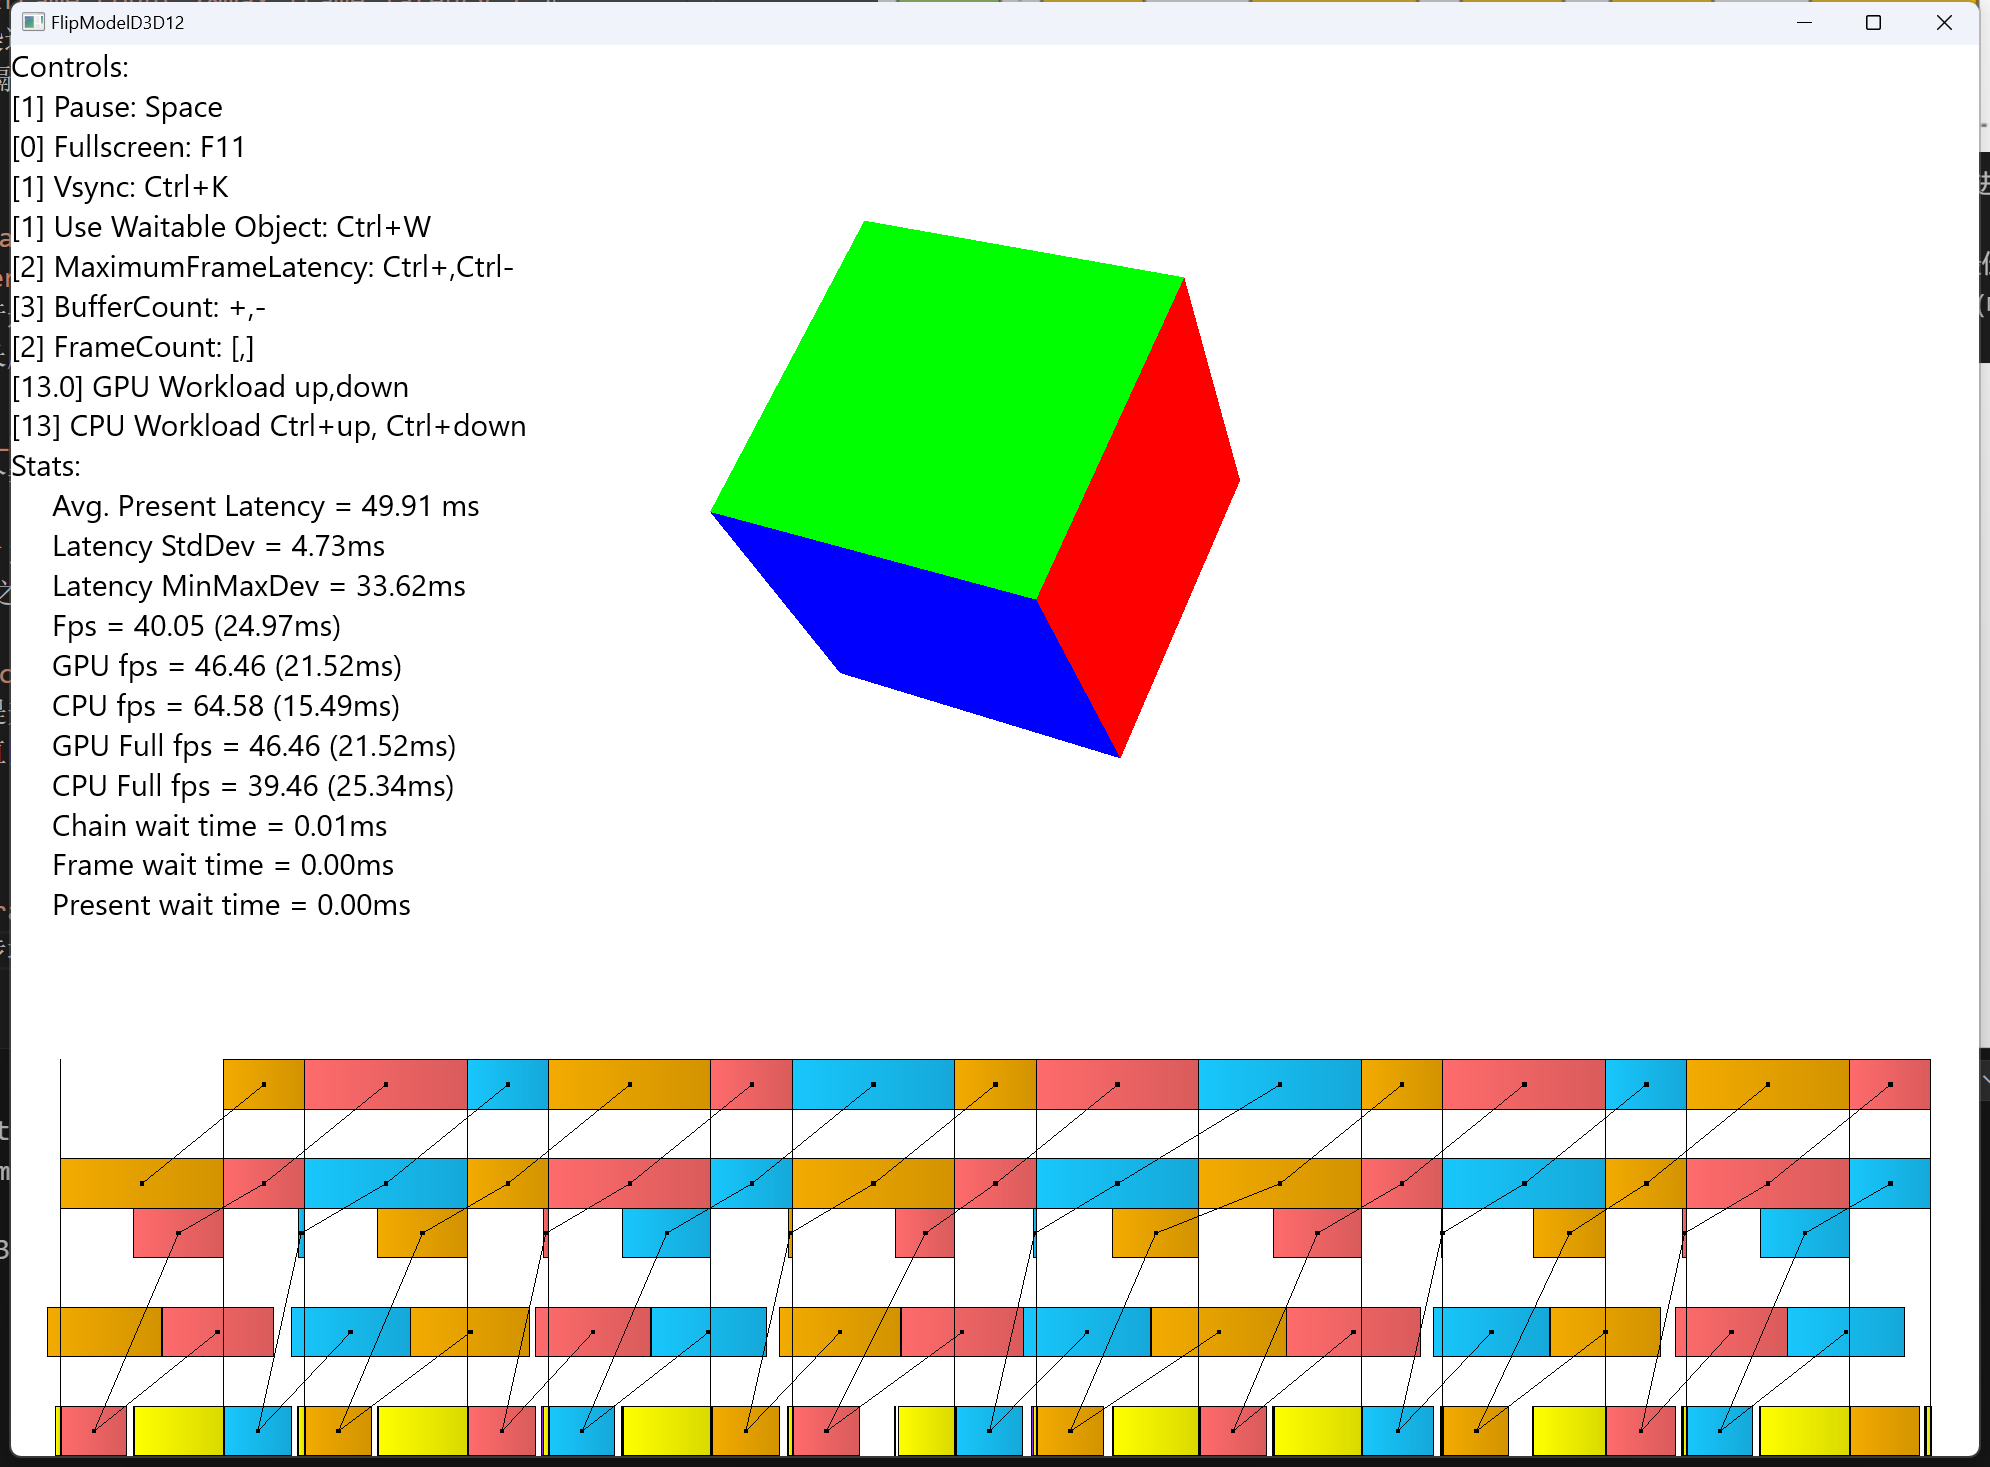 FlipModelD3D12
Controls:
[1] Pause: Space
[0] Fullscreen: F11
[1] Vsync: Ctrl+K
[1] Use Waitable Object: Ctrl+W
[2] MaximumFrameLatency: Ctrl+,Ctrl-
[3] BufferCount: +,-
[2] FrameCount: [,]
[13.0] GPU Workload up,down
[13] CPU Workload Ctrl+up, Ctrl+down
Stats:
Avg. Present Latency = 49.91 ms
Latency StdDev = 4.73ms
Latency MinMaxDev = 33.62ms
Fps = 40.05 (24.97ms)
GPU fps = 46.46 (21.52ms)
CPU fps = 64.58 (15.49ms)
GPU Full fps = 46.46 (21.52ms)
CPU Full fps = 39.46 (25.34ms)
Chain wait time = 0.01ms
Frame wait time = 0.00ms
Present wait time = 0.00ms